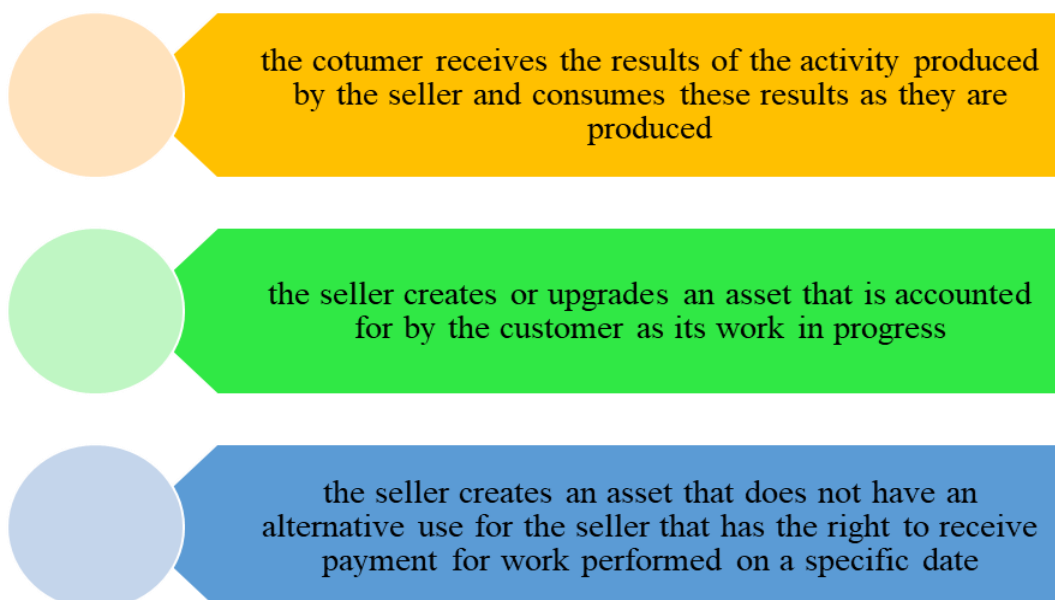 the cotumer receives the results of the activity produced
by the seller and consumes these results as they are
produced
the seller creates or upgrades an asset that is accounted
for by the customer as its work in progress
the seller creates an asset that does not have an
alternative use for the seller that has the right to receive
payment for work performed on a specific date